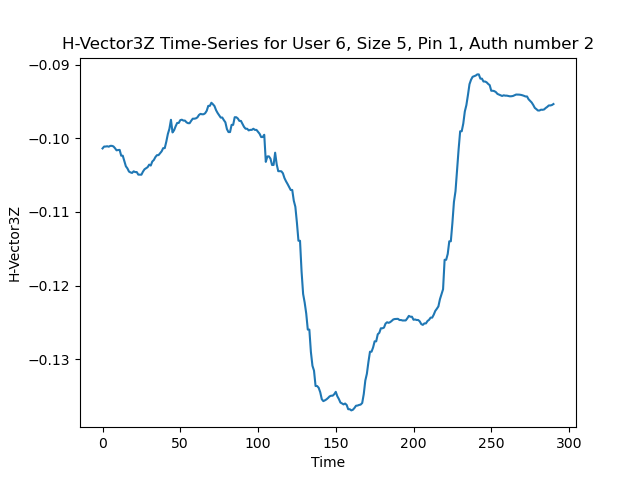 H-Vector3Z Time-Series for User 6, Size 5, Pin 1, Auth number 2
−0.09
−0.10
−0.11
−0.12
−0.13
H-Vector3Z
0 50 100 150 200 250 300
Time